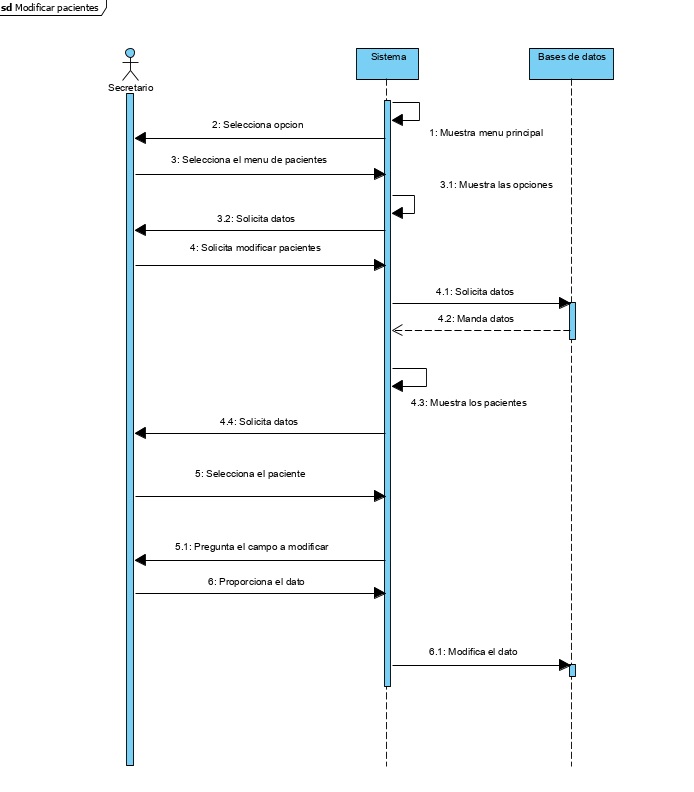 sd Modificar pacientes
Sistema
Bases de datos
Secretario
2: Selecciona opcion
1: Muestra menu principal
3: Selecciona el menu de pacientes
3.1: Muestra las opciones
3.2: Solicita datos
4: Solicita modificar pacientes
4.1: Solicita datos
4.2: Manda datos
4.3: Muestra los pacientes
4.4: Solicita datos
5: Selecciona el paciente
5.1: Pregunta el campo a modificar
6: Proporciona el dato
6.1: Modifica el dato